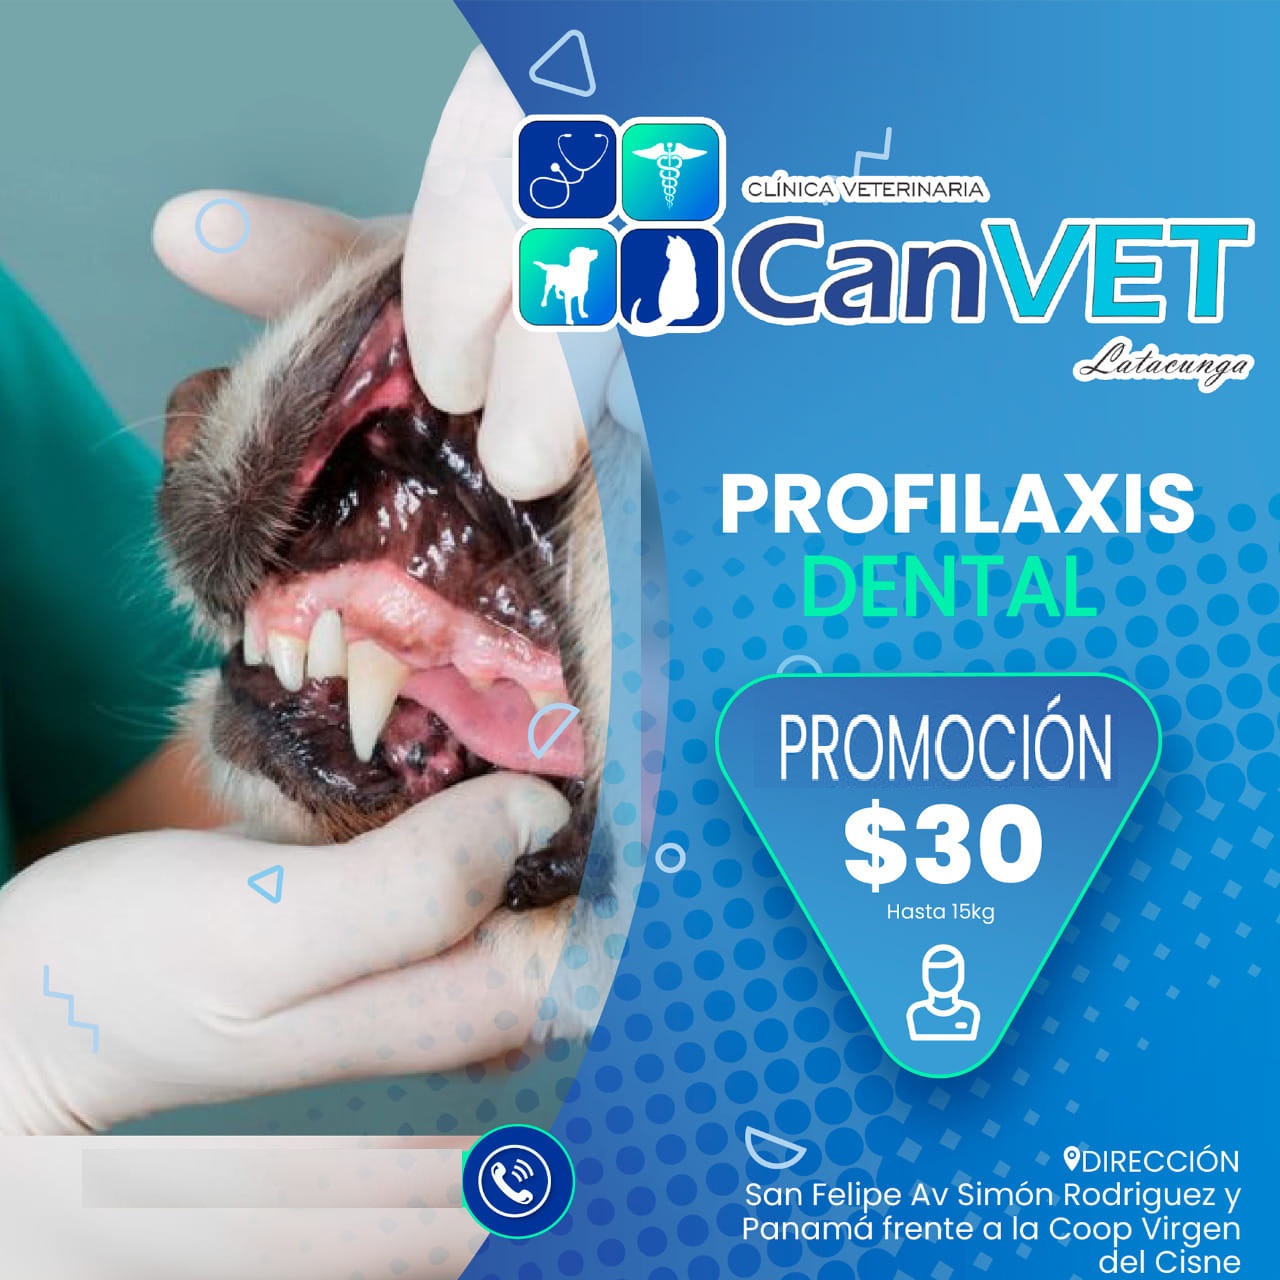 CLÍNICA VETERINARIA
CanVET
Latacunga
PROFILAXIS
DENTAL
PROMOCIÓN
$30
Hasta 15kg
DIRECCIÓN
San Felipe Av Simón Rodriguez y
Panamá frente a la Coop Virgen
del Cisne